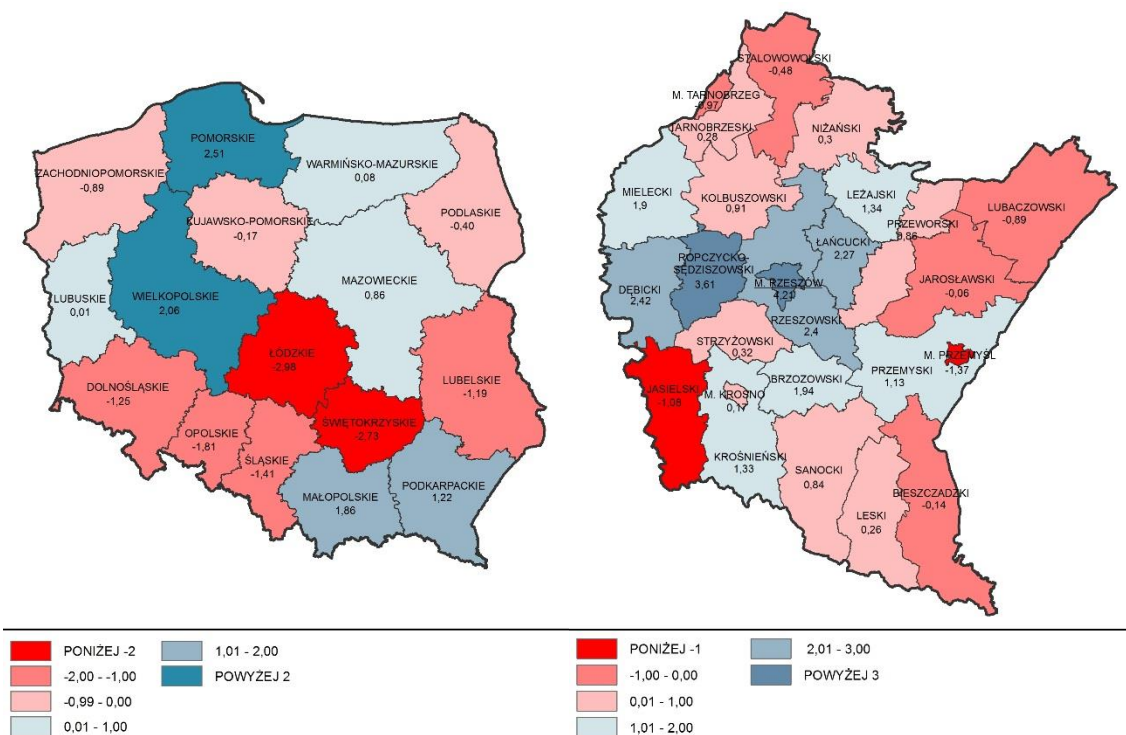 POMORSKIE
2,51
WARMIŃSKO-MAZURSKIE
0,08
ZACHODNIOPOMORSKIE
-0,89
PODLASKIE
-0,40
KUJAWSKO-POMORSKIE
-0,17
MAZOWIECKIE
0,86
LUBUSKIE
0,01
WIELKOPOLSKIE
2,06
ŁÓDZKIE
-2,98
DOLNOŚLĄSKIE
-1,25
LUBELSKIE
-1,19
OPOLSKIE
-1,81
ŚWIĘTOKRZYSKIE
-2,73
ŚLĄSKIE
-1,41
MAŁOPOLSKIE
1,86
PODKARPACKIE
1,22
PONIŻEJ -2
-2,00 - -1,00
-0,99 - 0,00
0,01 - 1,00
1,01 - 2,00
POWYŻEJ 2
STALOWOWOLSKI
-0,48
M. TARNOBRZEG
-0,97
TARNOBRZESKI
0,28
NIŻAŃSKI
0,3
MIELECKI
1,9
KOLBUSZOWSKI
0,91
LEŻAJSKI
1,34
LUBACZOWSKI
-0,89
PRZEWORSKI
0,86
ŁAŃCUCKI
2,27
ROPCZYCKO-
SĘDZISZOWSKI
3,61
M. RZESZÓW
4,21
JAROSŁAWSKI
-0,06
DĘBICKI
2,42
RZESZOWSKI
2,4
STRZYŻOWSKI
0,32
M. PRZEMYŚL
-1,37
PRZEMYSKI
1,13
JASIELSKI
-1,08
M. KROSNO
0,17
BRZOZOWSKI
1,94
KROŚNIEŃSKI
1,33
SANOCKI
0,84
BIESZCZADZKI
-0,14
LESKI
0,26
PONIŻEJ -1
-1,00 - 0,00
0,01 - 1,00
1,01 - 2,00
2,01 - 3,00
POWYŻEJ 3